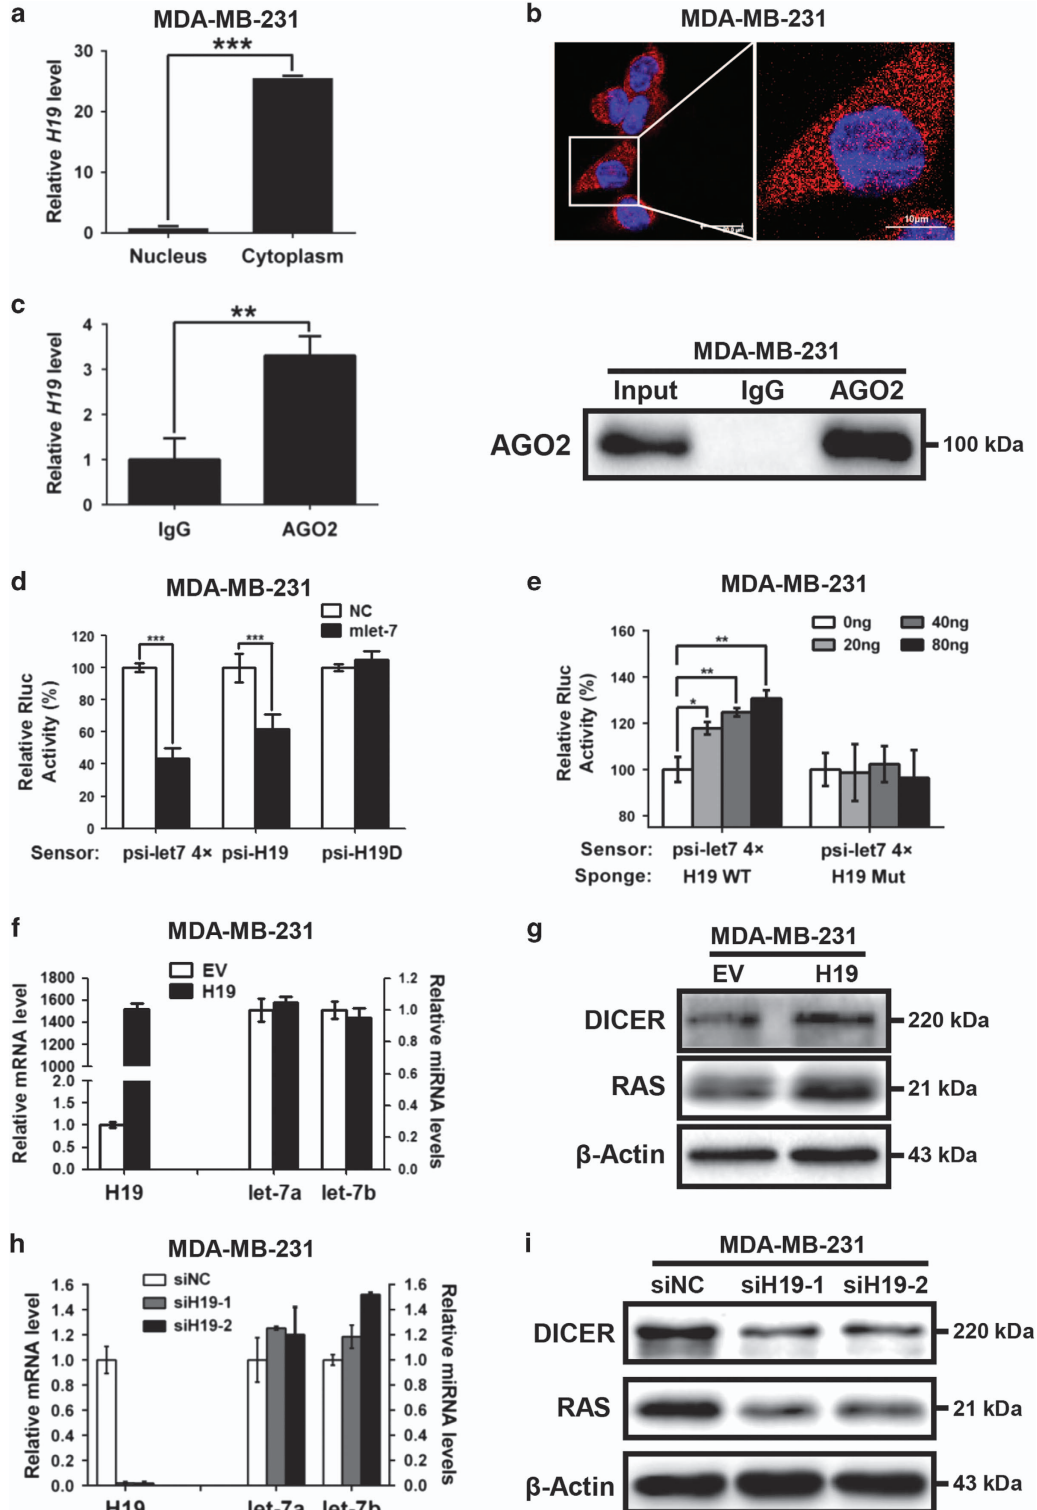 a
MDA-MB-231
Relative H19 level
30
20
10
0
***
Nucleus Cytoplasm
b
MDA-MB-231
10μm
c
Relative H19 level
4
3
2
1
0
**
IgG AGO2
MDA-MB-231
Input IgG AGO2
AGO2
100 kDa
d
MDA-MB-231
NC
mlet-7
Relative Rluc
Activity (%)
120
100
80
60
40
20
0
***
***
Sensor: psi-let7 4× psi-H19 psi-H19D
e
MDA-MB-231
0ng
20ng
40ng
80ng
Relative Rluc
Activity (%)
160
140
120
100
80
**
**
*
Sensor: psi-let7 4× psi-let7 4×
Sponge: H19 WT H19 Mut
f
MDA-MB-231
EV
H19
Relative mRNA level
1800
1600
1400
1200
1000
2.0
1.5
1.0
0.5
0.0
1.2
1.0
0.8
0.6
0.4
0.2
0.0
Relative miRNA levels
H19 let-7a let-7b
g
MDA-MB-231
EV H19
DICER 220 kDa
RAS 21 kDa
β-Actin 43 kDa
h
MDA-MB-231
siNC
siH19-1
siH19-2
Relative mRNA level
1.6
1.4
1.2
1.0
0.8
0.6
0.4
0.2
0.0
1.6
1.4
1.2
1.0
0.8
0.6
0.4
0.2
0.0
Relative miRNA levels
H19 let-7a let-7b
i
MDA-MB-231
siNC siH19-1 siH19-2
DICER 220 kDa
RAS 21 kDa
β-Actin 43 kDa